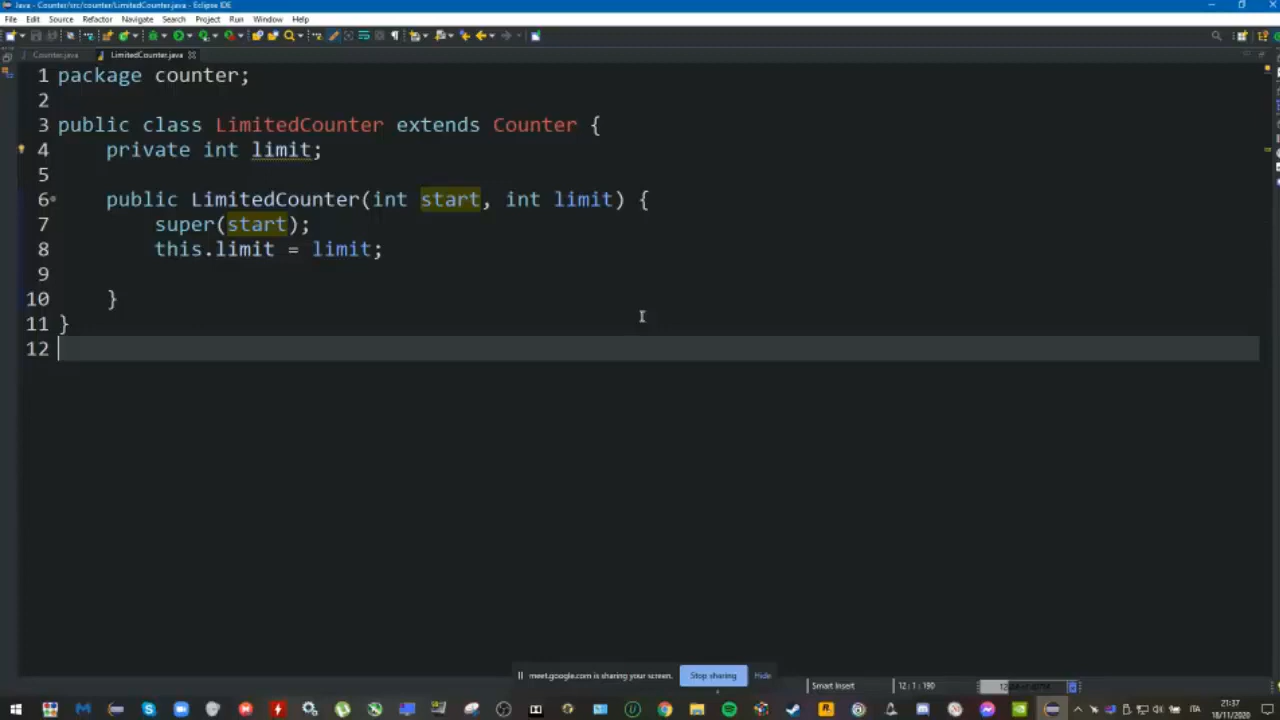 Java - Counter/src/counter/LimitedCounter.java - Eclipse IDE
File Edit Source Refactor Navigate Search Project Run Window Help
Counter.java LimitedCounter.java
1 package counter;
2
3 public class LimitedCounter extends Counter {
4 private int limit;
5
6 public LimitedCounter(int start, int limit) {
7 super(start);
8 this.limit = limit;
9
10 }
11 }
12
meet.google.com is sharing your screen. Stop sharing Hide
Smart Insert 12 : 1 : 190
ITA
21:37
18/11/2020